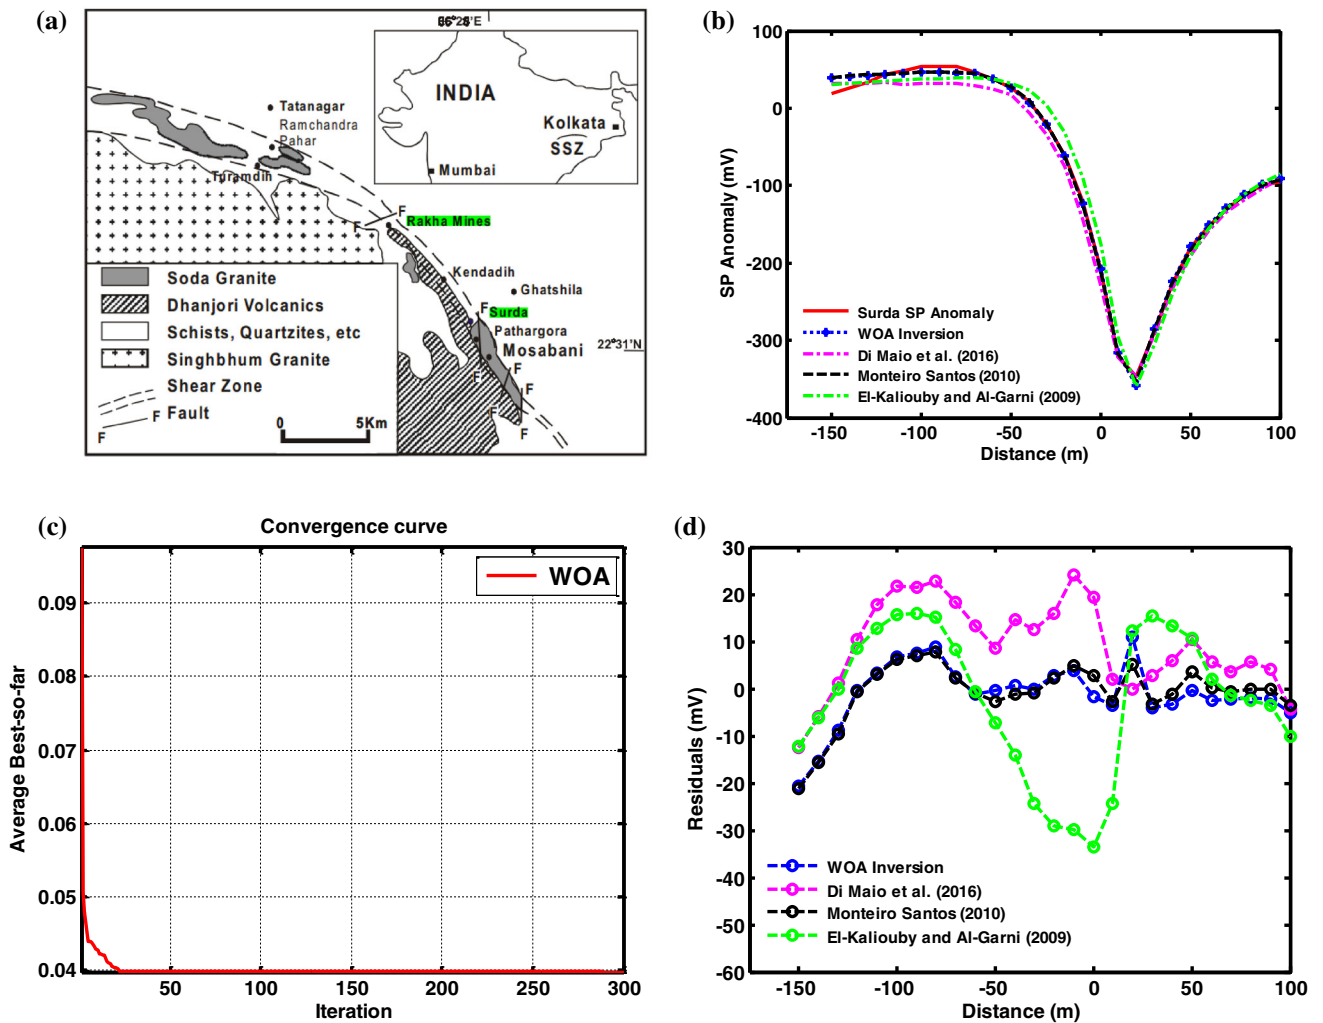 (a)
86°28'E
INDIA
Kolkata
SSZ
Mumbai
Tatanagar
Ramchandra
Pahar
Turamdih
F
F
Rakha Mines
Kendadih
Ghatshila
F
Surda
Pathargora
Mosabani
22°31'N
F
F
F
F
F
Soda Granite
Dhanjori Volcanics
Schists, Quartzites, etc
Singhbhum Granite
Shear Zone
F Fault
F
0 5Km
(b)
100
0
-100
-200
-300
-400
SP Anomaly (mV)
-150 -100 -50 0 50 100
Distance (m)
Surda SP Anomaly
WOA Inversion
Di Maio et al. (2016)
Monteiro Santos (2010)
El-Kaliouby and Al-Garni (2009)
(c)
Convergence curve
WOA
0.09
0.08
0.07
0.06
0.05
0.04
Average Best-so-far
50 100 150 200 250 300
Iteration
(d)
30
20
10
0
-10
-20
-30
-40
-50
-60
Residuals (mV)
-150 -100 -50 0 50 100
Distance (m)
WOA Inversion
Di Maio et al. (2016)
Monteiro Santos (2010)
El-Kaliouby and Al-Garni (2009)